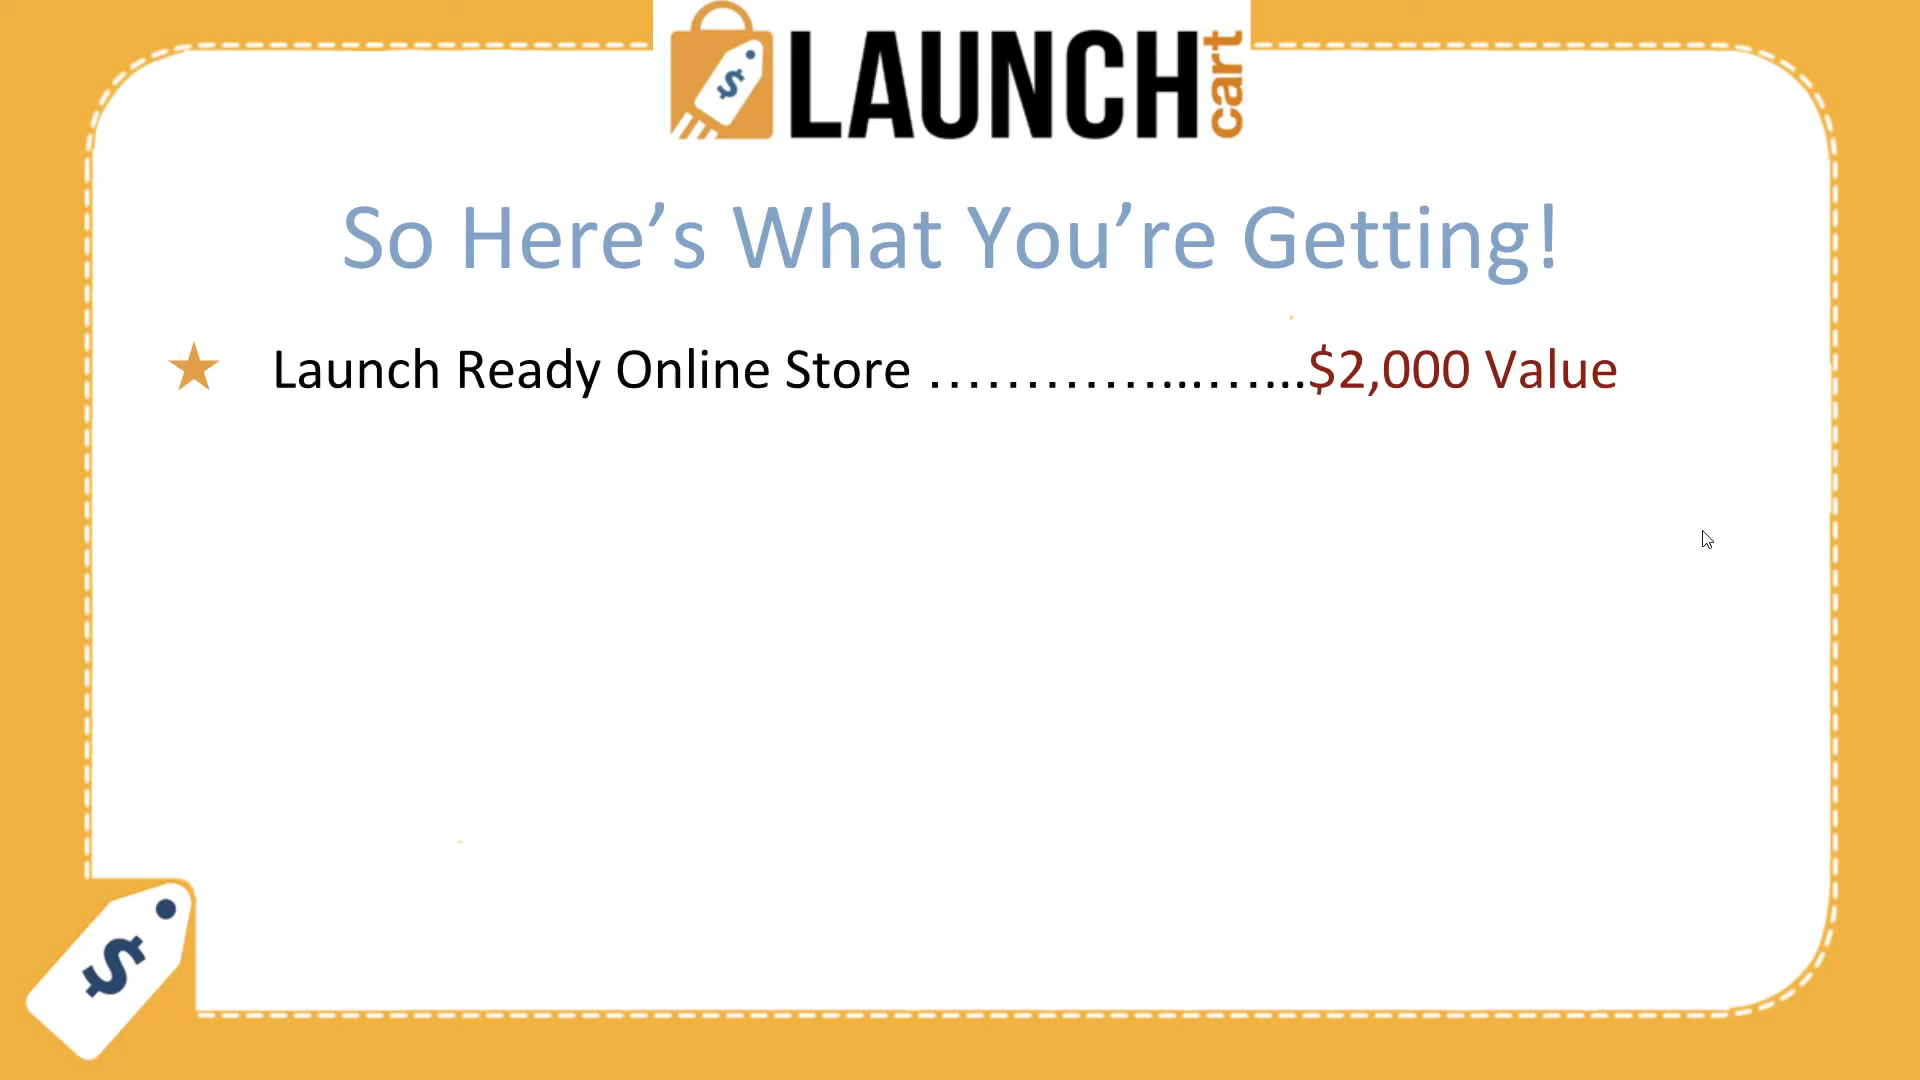 LAUNCH cart
So Here’s What You’re Getting!
Launch Ready Online Store …………...…...$2,000 Value
$